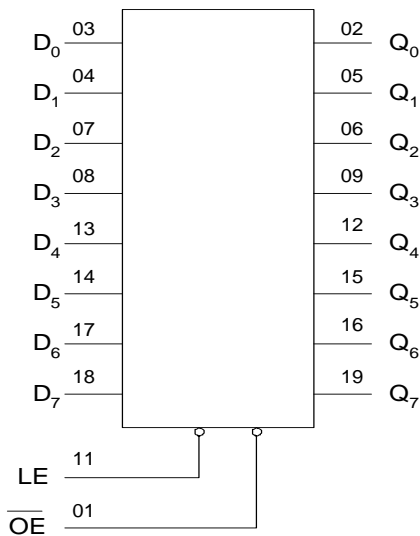 D0 03 02 Q0
D1 04 05 Q1
D2 07 06 Q2
D3 08 09 Q3
D4 13 12 Q4
D5 14 15 Q5
D6 17 16 Q6
D7 18 19 Q7
LE 11
O̅E̅ 01